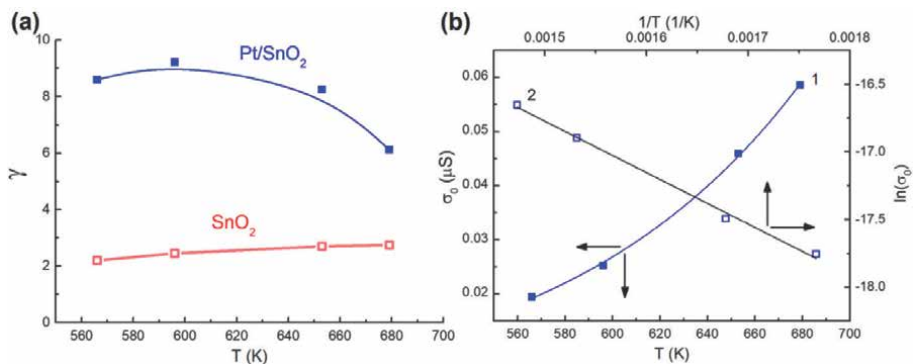 (a)
10
8
6
4
2
0
γ
Pt/SnO₂
SnO₂
560 580 600 620 640 660 680 700
T (K)
(b)
1/T (1/K)
0.0015 0.0016 0.0017 0.0018
0.06
0.05
0.04
0.03
0.02
σ₀ (μS)
2
1
-16.5
-17.0
-17.5
-18.0
ln(σ₀)
560 580 600 620 640 660 680 700
T (K)